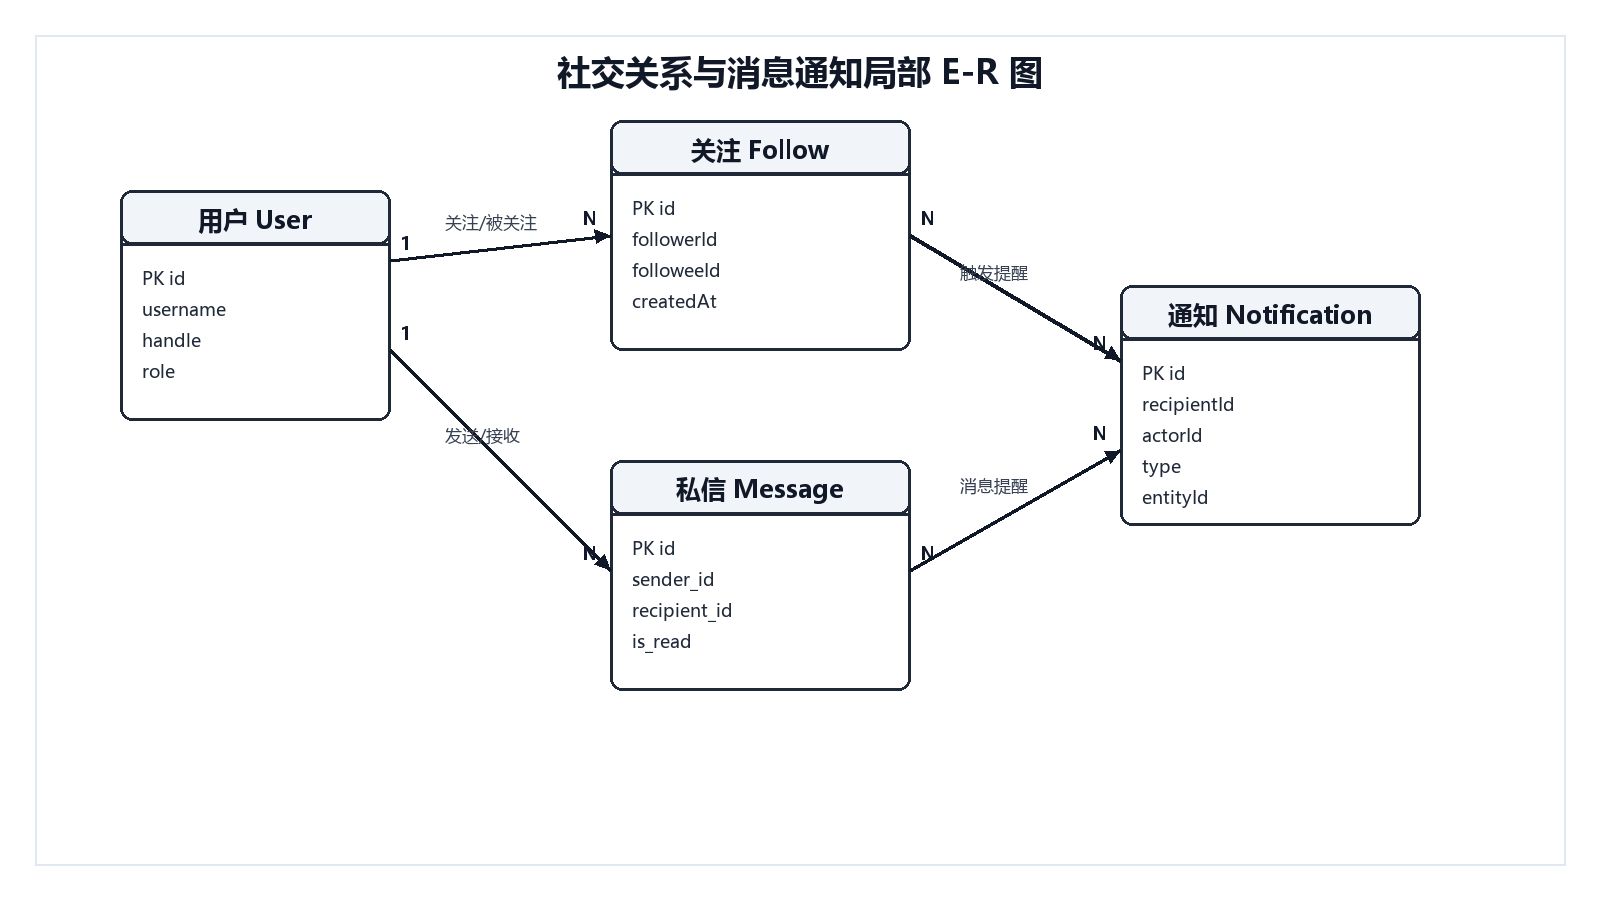 社交关系与消息通知局部 E-R 图
用户 User
PK id
username
handle
role
1
关注/被关注
N
1
发送/接收
N
关注 Follow
PK id
followerId
followeeId
createdAt
N
触发提醒
N
私信 Message
PK id
sender_id
recipient_id
is_read
N
消息提醒
N
通知 Notification
PK id
recipientId
actorId
type
entityId